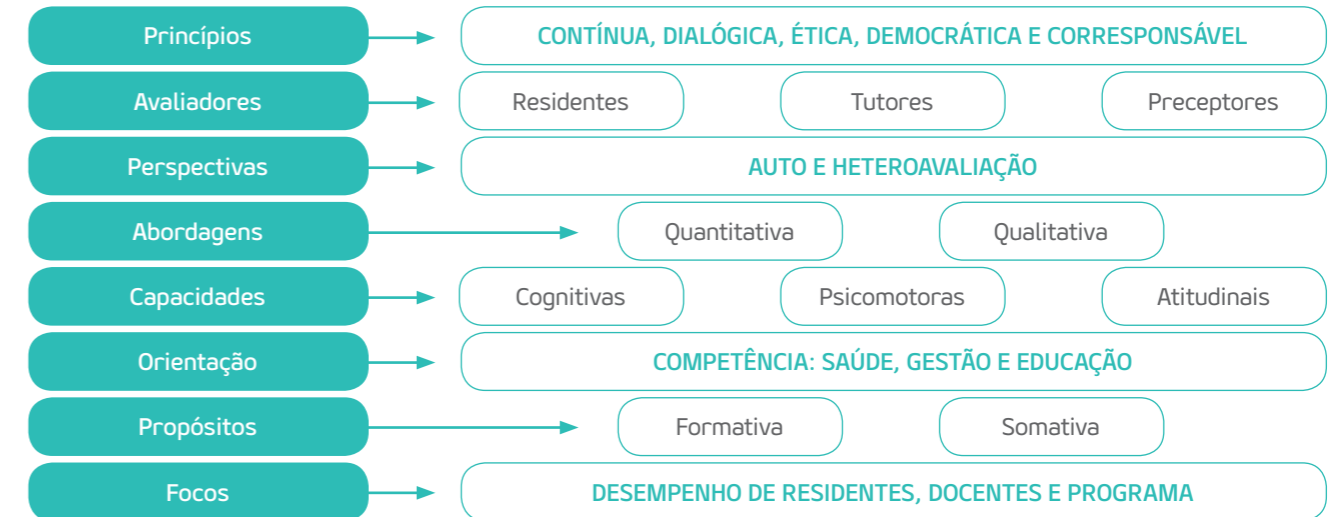 Princípios
CONTÍNUA, DIALÓGICA, ÉTICA, DEMOCRÁTICA E CORRESPONSÁVEL
Avaliadores
Residentes
Tutores
Preceptores
Perspectivas
AUTO E HETEROAVALIAÇÃO
Abordagens
Quantitativa
Qualitativa
Capacidades
Cognitivas
Psicomotoras
Atitudinais
Orientação
COMPETÊNCIA: SAÚDE, GESTÃO E EDUCAÇÃO
Propósitos
Formativa
Somativa
Focos
DESEMPENHO DE RESIDENTES, DOCENTES E PROGRAMA